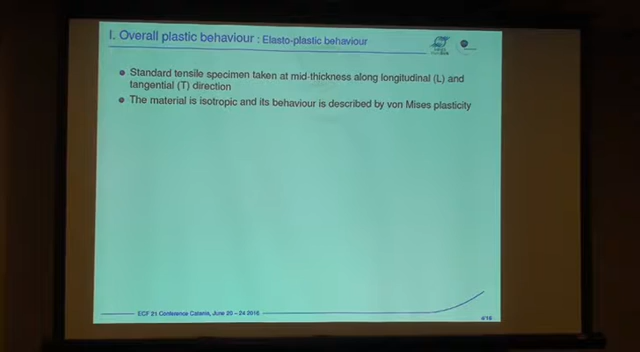 I. Overall plastic behaviour : Elasto-plastic behaviour
Standard tensile specimen taken at mid-thickness along longitudinal (L) and
tangential (T) direction
The material is isotropic and its behaviour is described by von Mises plasticity
ECF 21 Conference Catania, June 20 – 24 2016